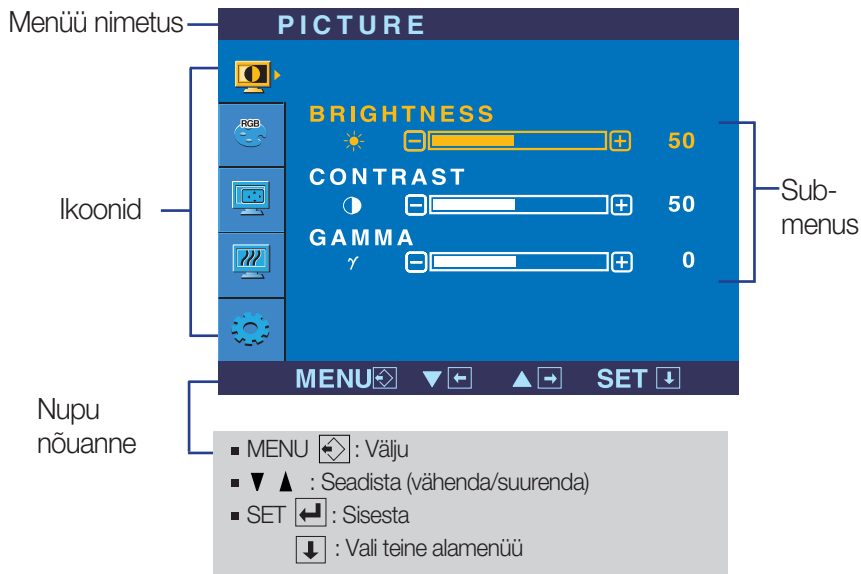 Menüü nimetus
PICTURE
RGB
BRIGHTNESS
50
CONTRAST
50
GAMMA
γ 0
Ikoonid
Sub-
menus
MENU ▼ ← ▲ → SET ↓
Nupu
nõuanne
▪ MENU : Välju
▪ ▼ ▲ : Seadista (vähenda/suurenda)
▪ SET ↵ : Sisesta
↓ : Vali teine alamenüü